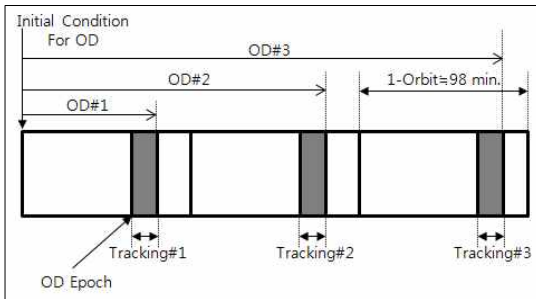 Initial Condition
For OD
OD#3
OD#2
1-Orbit≒98 min.
OD#1
Tracking#1
Tracking#2
Tracking#3
OD Epoch